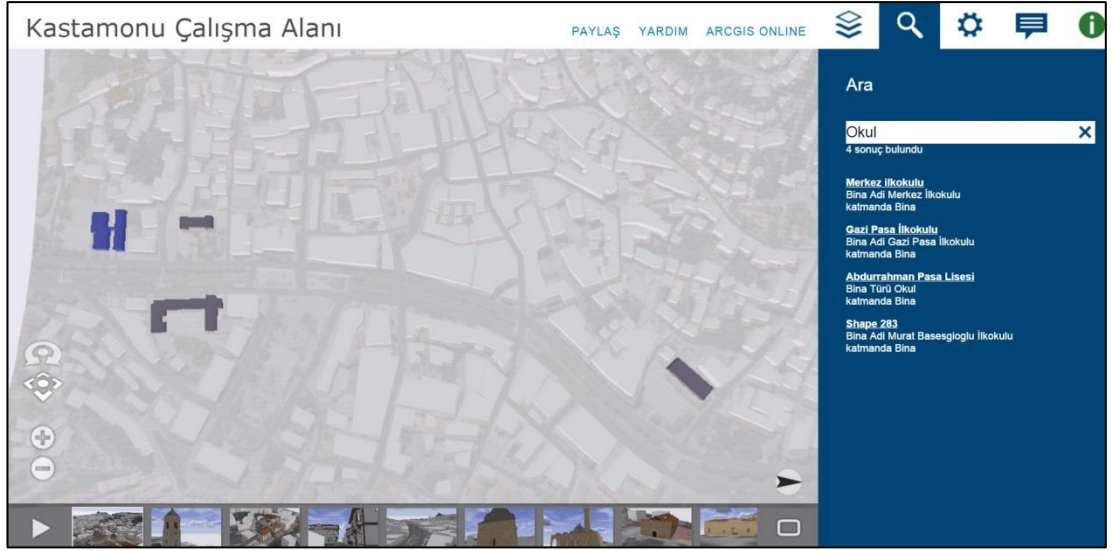 Kastamonu Çalışma Alanı
PAYLAŞ YARDIM ARCGIS ONLINE
Ara
Okul
4 sonuç bulundu
Merkez ilkokulu
Bina Adi Merkez İlkokulu
katmanda Bina
Gazi Pasa İlkokulu
Bina Adi Gazi Pasa İlkokulu
katmanda Bina
Abdurrahman Pasa Lisesi
Bina Türü Okul
katmanda Bina
Shape 283
Bina Adi Murat Basesgioglu İlkokulu
katmanda Bina